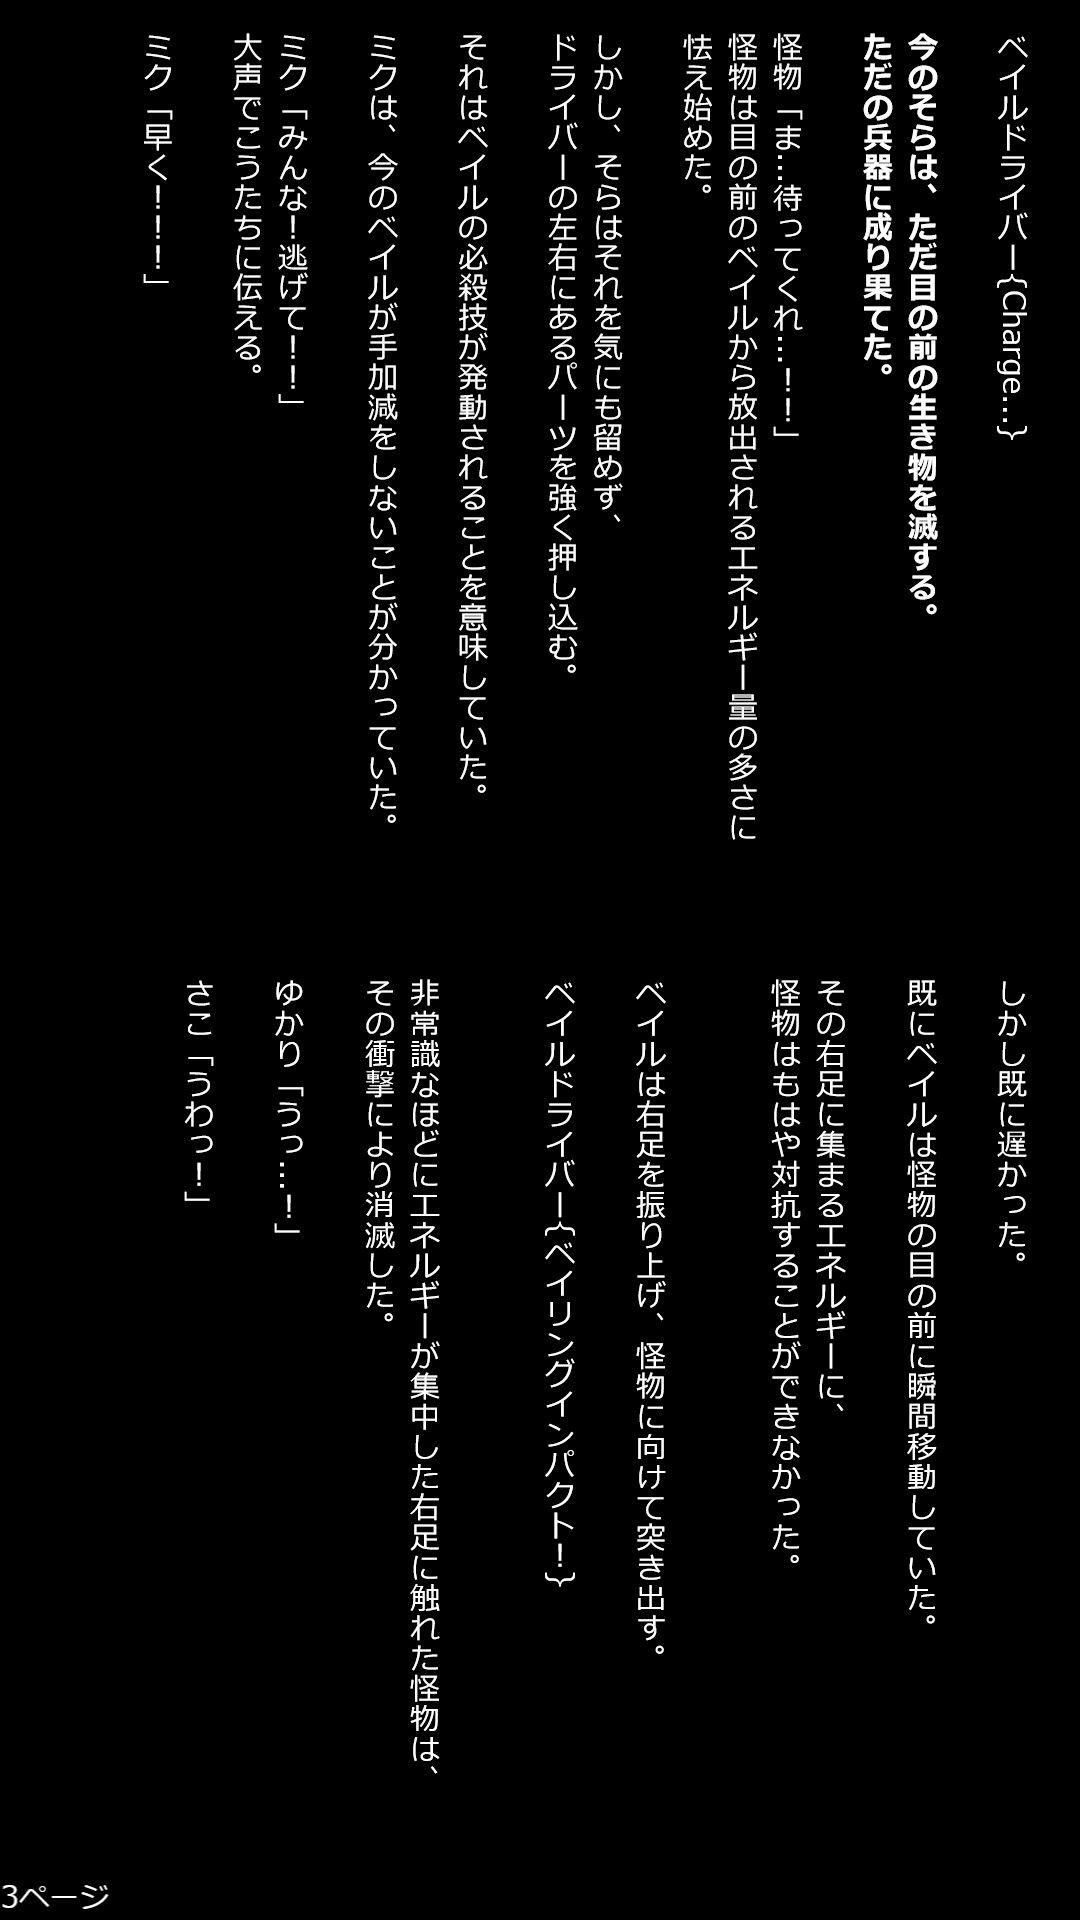 ベイルドライバー{Charge…}
今のそらは、ただ目の前の生き物を滅する。
ただの兵器に成り果てた。
怪物「ま…待ってくれ…！！」
怪物は目の前のベイルから放出されるエネルギー量の多さに
怯え始めた。
しかし、そらはそれを気にも留めず、
ドライバーの左右にあるパーツを強く押し込む。
それはベイルの必殺技が発動されることを意味していた。
ミクは、今のベイルが手加減をしないことが分かっていた。
ミク「みんな！逃げて！！」
大声でこうたちに伝える。
ミク「早く！！！」
しかし既に遅かった。
既にベイルは怪物の目の前に瞬間移動していた。
その右足に集まるエネルギーに、
怪物はもはや対抗することができなかった。
ベイルは右足を振り上げ、怪物に向けて突き出す。
ベイルドライバー{ベイリングインパクト！}
非常識なほどにエネルギーが集中した右足に触れた怪物は、
その衝撃により消滅した。
ゆかり「うっ…！」
さこ「うわっ！」
3ページ